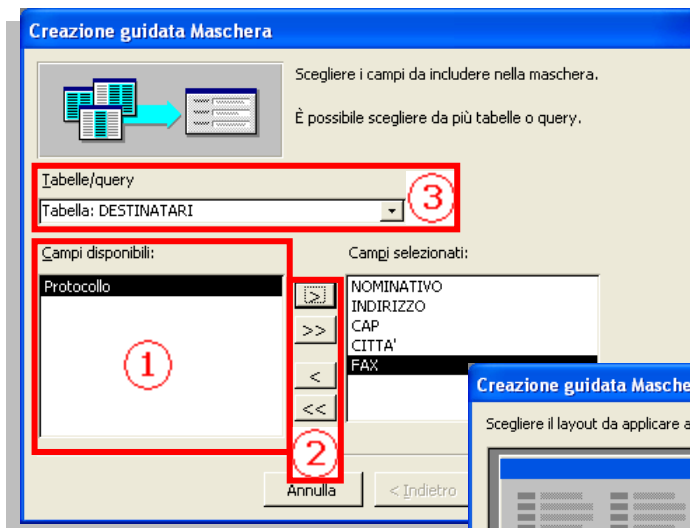 Creazione guidata Maschera
Scegliere i campi da includere nella maschera.
È possibile scegliere da più tabelle o query.
Tabelle/query
Tabella: DESTINATARI
3
Campi disponibili:
Campi selezionati:
Protocollo
1
>
>>
<
<<
2
NOMINATIVO
INDIRIZZO
CAP
CITTA'
FAX
Annulla
< Indietro
Creazione guidata Masche
Scegliere il layout da applicare a